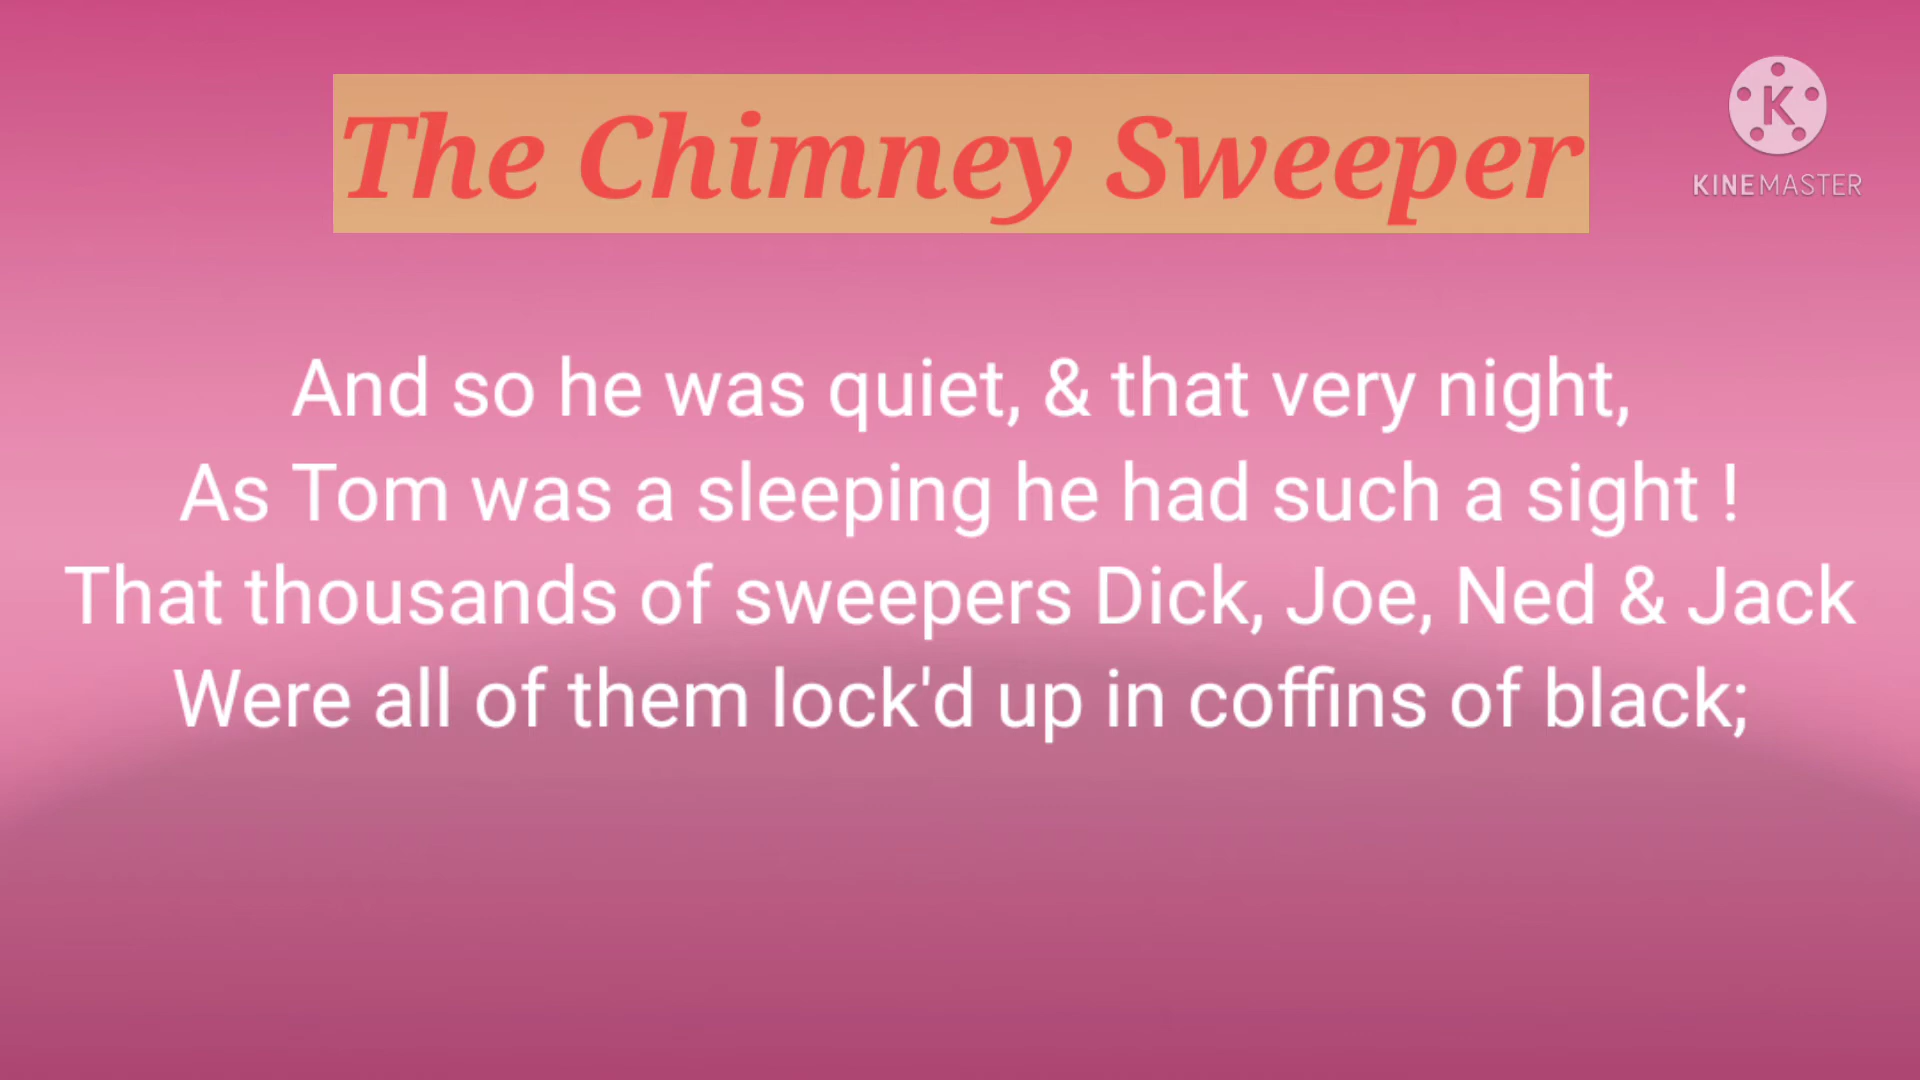 The Chimney Sweeper
K
KINEMASTER
And so he was quiet, & that very night,
As Tom was a sleeping he had such a sight !
That thousands of sweepers Dick, Joe, Ned & Jack
Were all of them lock'd up in coffins of black;